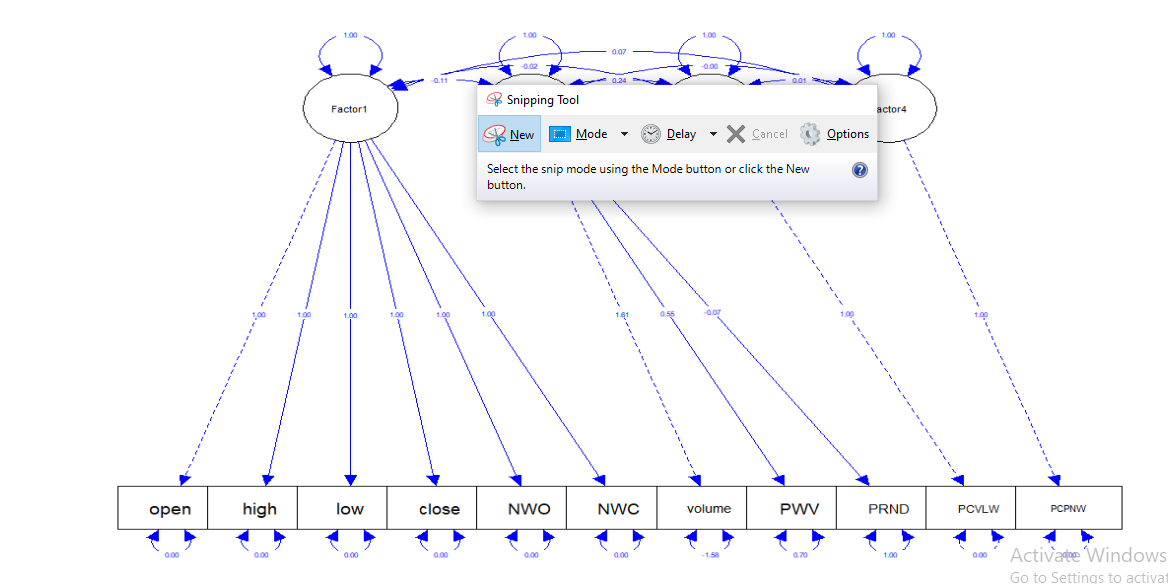 1.00 1.00 1.00 1.00
0.07
-0.02 -0.00
-0.11 0.24 0.01
Factor1 actor4
Snipping Tool
New Mode Delay Cancel Options
Select the snip mode using the Mode button or click the New
button.
1.00 1.00 1.00 1.00 1.00 1.00 1.61 0.55 -0.07 1.00 1.00
open high low close NWO NWC volume PWV PRND PCVLW PCPNW
0.00 0.00 0.00 0.00 0.00 0.00 -1.58 0.70 1.00 0.00 0.00
Activate Windows
Go to Settings to activat